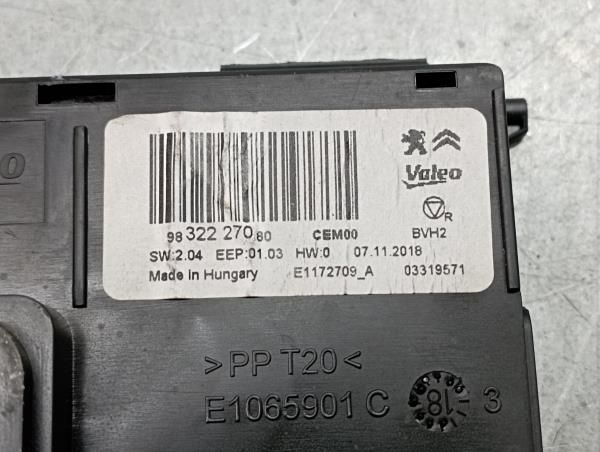 98 322 270 80 CEM00
Valeo
R
BVH2
SW:2.04 EEP:01.03 HW:0 07.11.2018
Made in Hungary E1172709_A 03319571
>PP T20<
E1065901 C 18 3